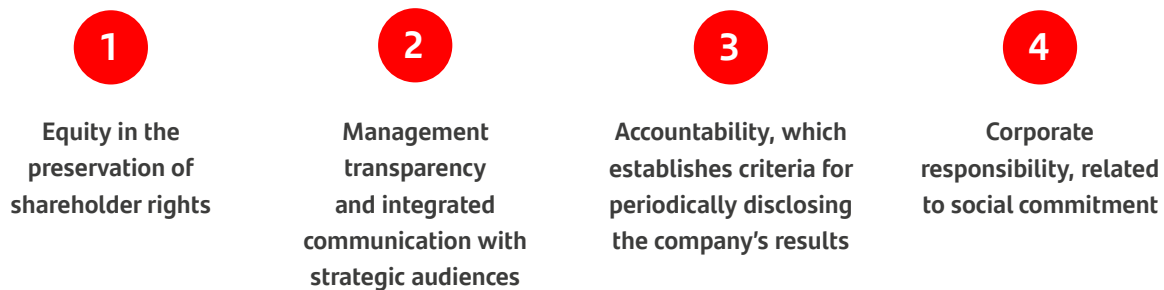 1
Equity in the
preservation of
shareholder rights
2
Management
transparency
and integrated
communication with
strategic audiences
3
Accountability, which
establishes criteria for
periodically disclosing
the company’s results
4
Corporate
responsibility, related
to social commitment